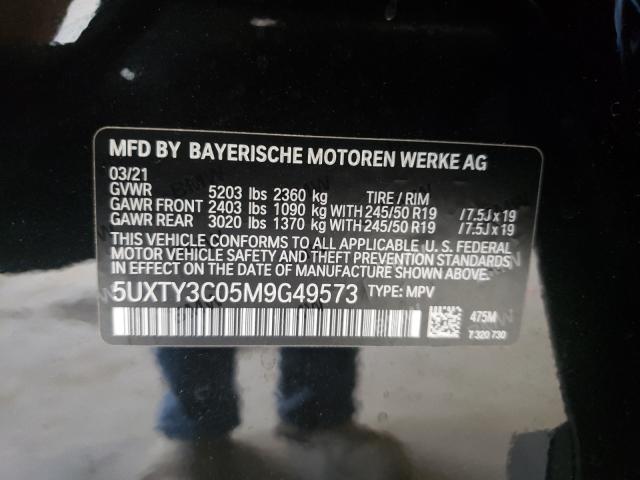 MFD BY BAYERISCHE MOTOREN WERKE AG
03/21
GVWR 5203 lbs 2360 kg TIRE / RIM
GAWR FRONT 2403 lbs 1090 kg WITH 245/50 R19 / 7.5J x 19
GAWR REAR 3020 lbs 1370 kg WITH 245/50 R19 / 7.5J x 19
THIS VEHICLE CONFORMS TO ALL APPLICABLE U. S. FEDERAL
MOTOR VEHICLE SAFETY AND THEFT PREVENTION
STANDARDS IN EFFECT ON THE DATE OF MANUFACTURE
SHOWN ABOVE.
5UXTY3C05M9G49573 TYPE: MPV
475M
7 320 730